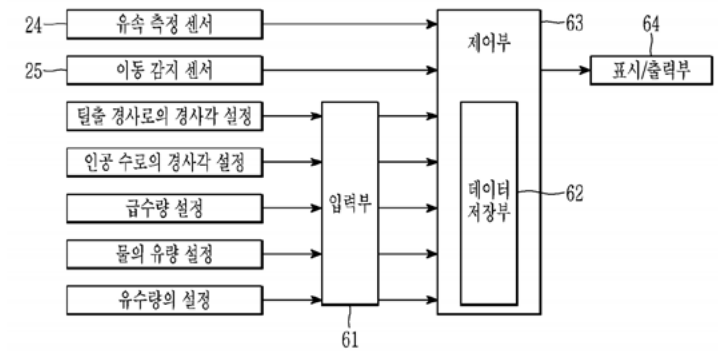 24
유속 측정 센서
25
이동 감지 센서
탈출 경사로의 경사각 설정
인공 수로의 경사각 설정
급수량 설정
물의 유량 설정
유수량의 설정
입력부
61
제어부
63
데이터
저장부
62
64
표시/출력부